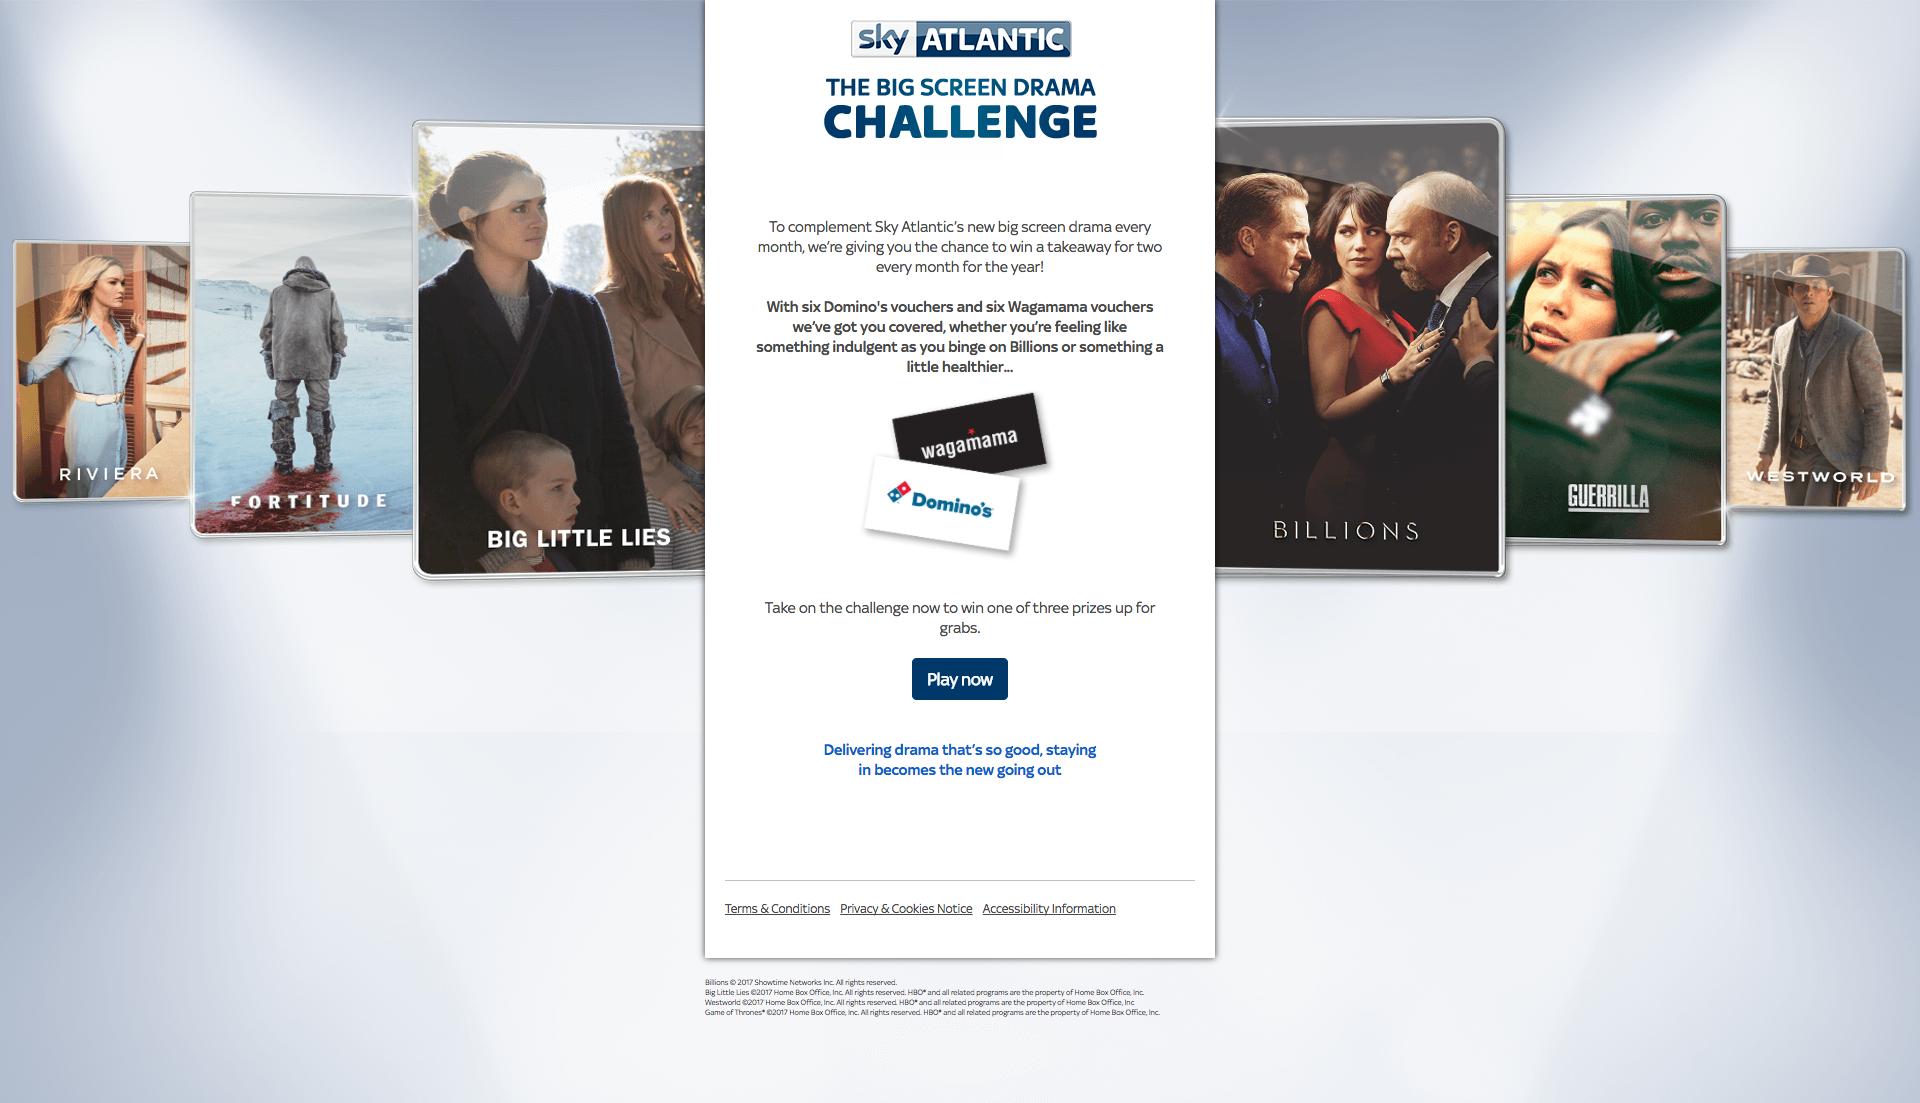 sky ATLANTIC
THE BIG SCREEN DRAMA
CHALLENGE
To complement Sky Atlantic's new big screen drama every
month, we're giving you the chance to win a takeaway for two
every month for the year!
With six Domino's vouchers and six Wagamama vouchers
we've got you covered, whether you're feeling like
something indulgent as you binge on Billions or something a
little healthier...
wagamama
Domino's
RIVIERA
FORTITUDE
BIG LITTLE LIES
BILLIONS
GUERRILLA
WESTWORLD
Take on the challenge now to win one of three prizes up for
grabs.
Play now
Delivering drama that's so good, staying
in becomes the new going out
Terms & Conditions Privacy & Cookies Notice Accessibility Information
Billions © 2017 Showtime Networks Inc. All rights reserved.
Big Little Lies ©2017 Home Box Office, Inc. All rights reserved. HBO® and all related programs are the property of Home Box Office, Inc.
Westworld ©2017 Home Box Office, Inc. All rights reserved. HBO® and all related programs are the property of Home Box Office, Inc
Game of Thrones® ©2017 Home Box Office, Inc. All rights reserved. HBO® and all related programs are the property of Home Box Office, Inc.